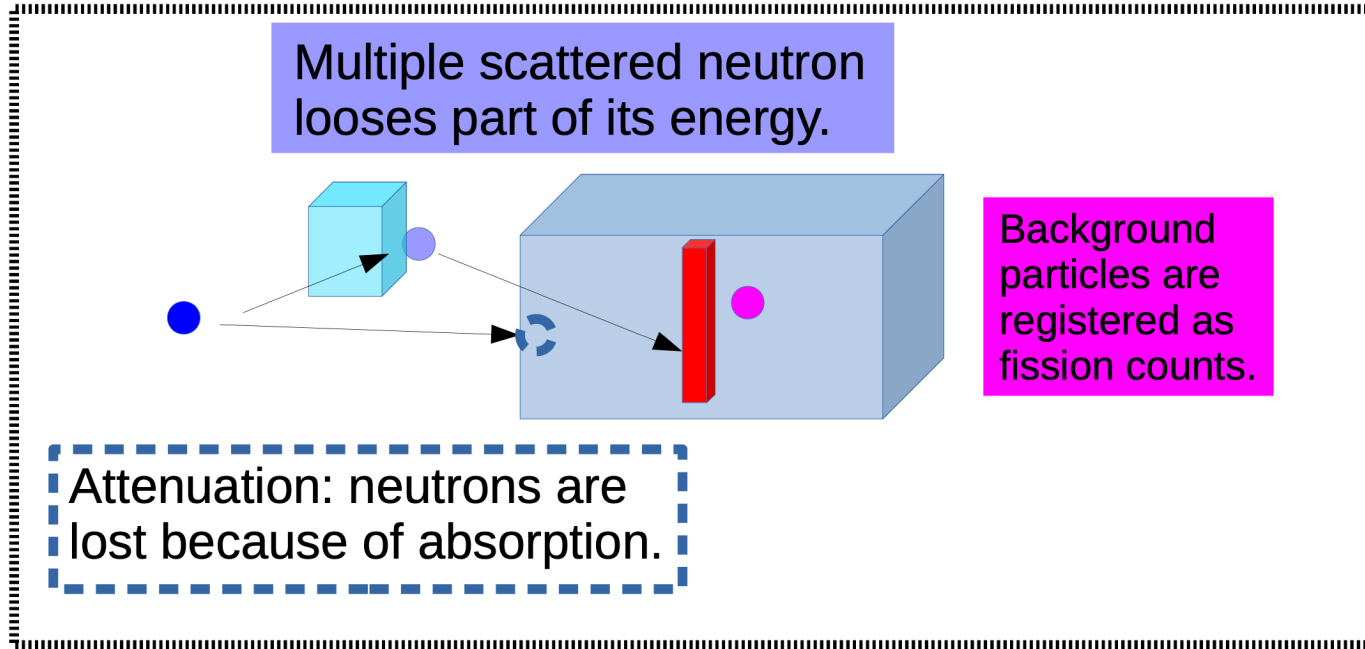 Multiple scattered neutron
looses part of its energy.
Background
particles are
registered as
fission counts.
Attenuation: neutrons are
lost because of absorption.